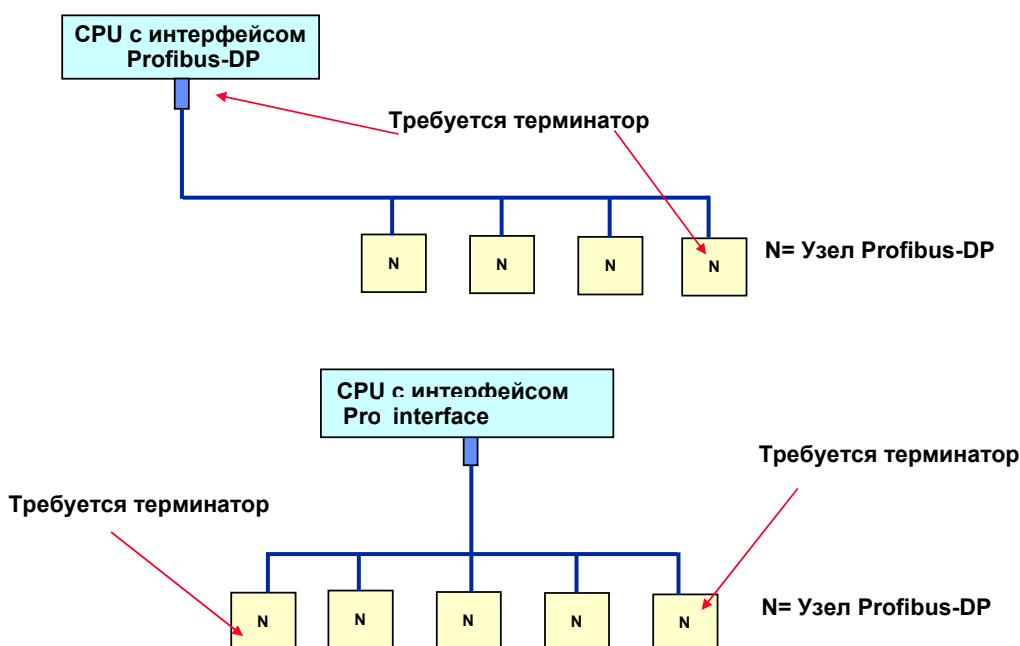 CPU с интерфейсом
Profibus-DP
Требуется терминатор
N
N
N
N
N= Узел Profibus-DP
CPU с интерфейсом
Pro interface
Требуется терминатор
Требуется терминатор
N
N
N
N
N
N= Узел Profibus-DP